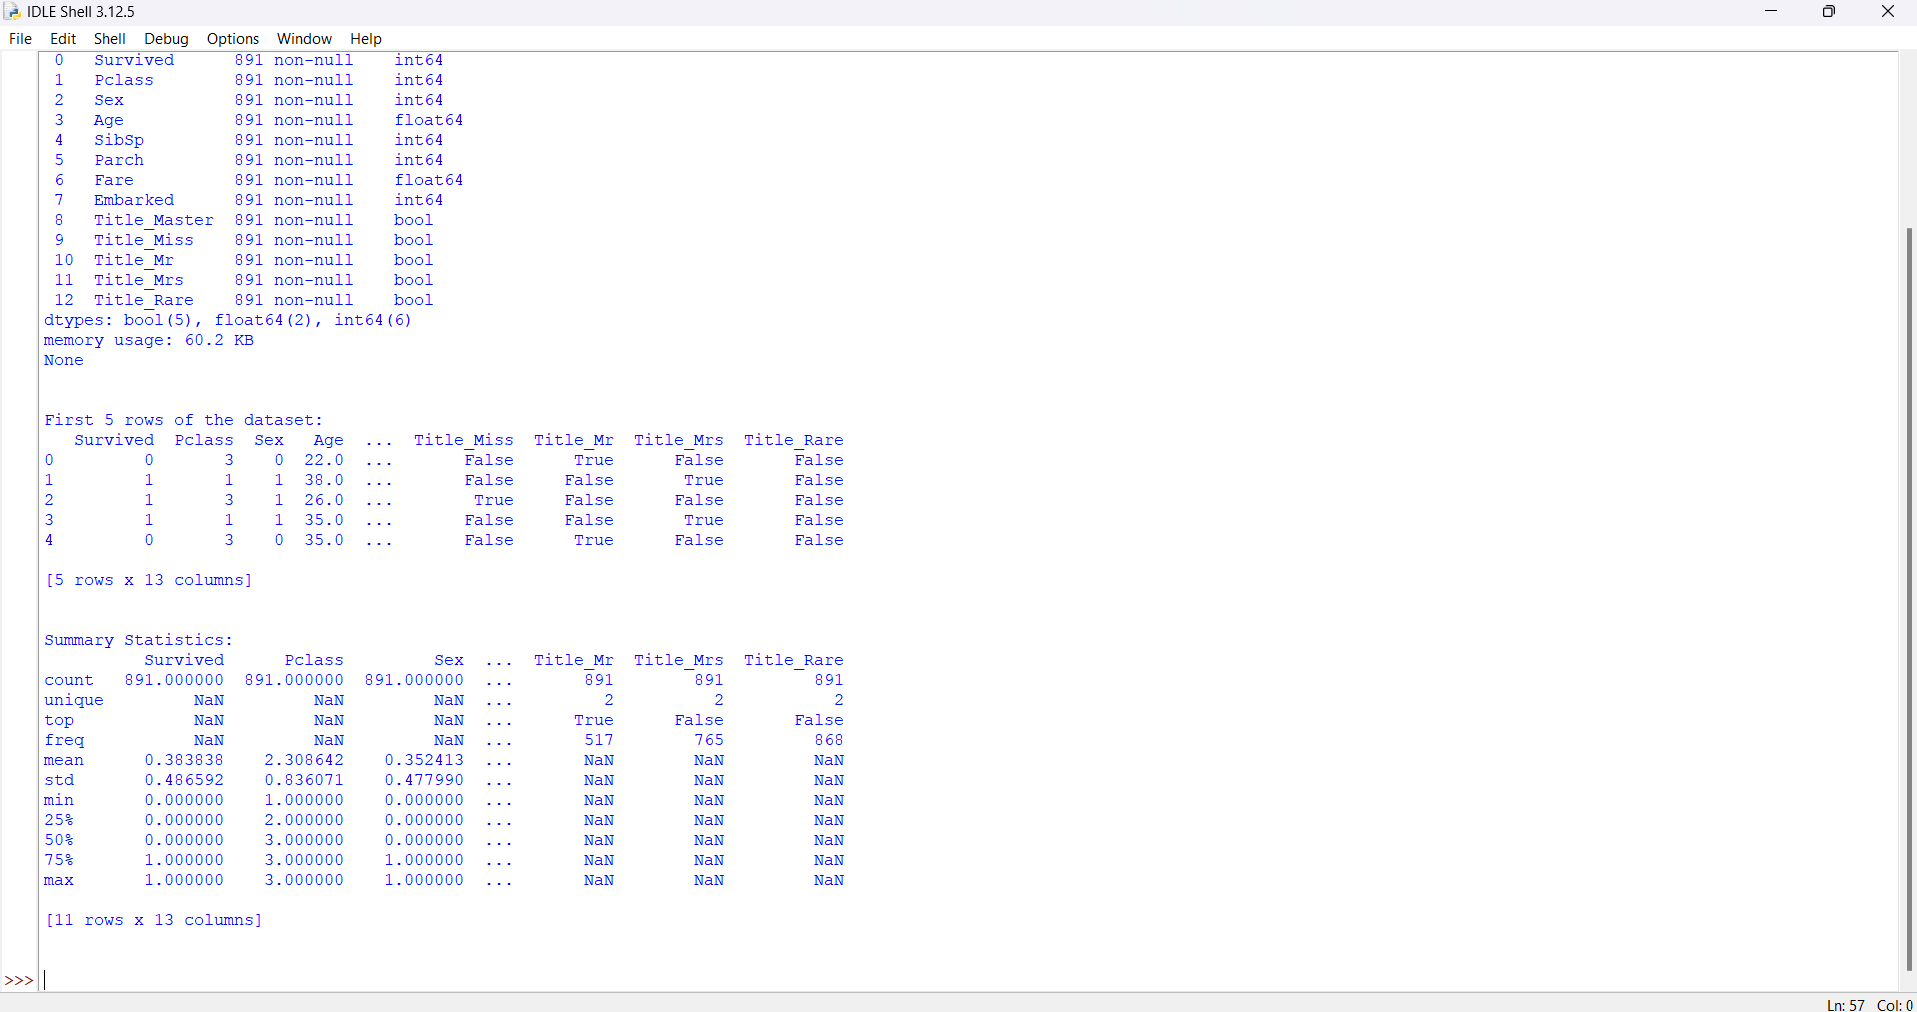 IDLE Shell 3.12.5
File Edit Shell Debug Options Window Help
0 Survived 891 non-null int64
1 Pclass 891 non-null int64
2 Sex 891 non-null int64
3 Age 891 non-null float64
4 SibSp 891 non-null int64
5 Parch 891 non-null int64
6 Fare 891 non-null float64
7 Embarked 891 non-null int64
8 Title_Master 891 non-null bool
9 Title_Miss 891 non-null bool
10 Title_Mr 891 non-null bool
11 Title_Mrs 891 non-null bool
12 Title_Rare 891 non-null bool
dtypes: bool(5), float64(2), int64(6)
memory usage: 60.2 KB
None
First 5 rows of the dataset:
Survived Pclass Sex Age ... Title_Miss Title_Mr Title_Mrs Title_Rare
0 0 3 0 22.0 ... False True False False
1 1 1 1 38.0 ... False False True False
2 1 3 1 26.0 ... True False False False
3 1 1 1 35.0 ... False False True False
4 0 3 0 35.0 ... False True False False
[5 rows x 13 columns]
Summary Statistics:
Survived Pclass Sex ... Title_Mr Title_Mrs Title_Rare
count 891.000000 891.000000 891.000000 ... 891 891 891
unique NaN NaN NaN ... 2 2 2
top NaN NaN NaN ... True False False
freq NaN NaN NaN ... 517 765 868
mean 0.383838 2.308642 0.352413 ... NaN NaN NaN
std 0.486592 0.836071 0.477990 ... NaN NaN NaN
min 0.000000 1.000000 0.000000 ... NaN NaN NaN
25% 0.000000 2.000000 0.000000 ... NaN NaN NaN
50% 0.000000 3.000000 0.000000 ... NaN NaN NaN
75% 1.000000 3.000000 1.000000 ... NaN NaN NaN
max 1.000000 3.000000 1.000000 ... NaN NaN NaN
[11 rows x 13 columns]
>>>
Ln: 57 Col: 0